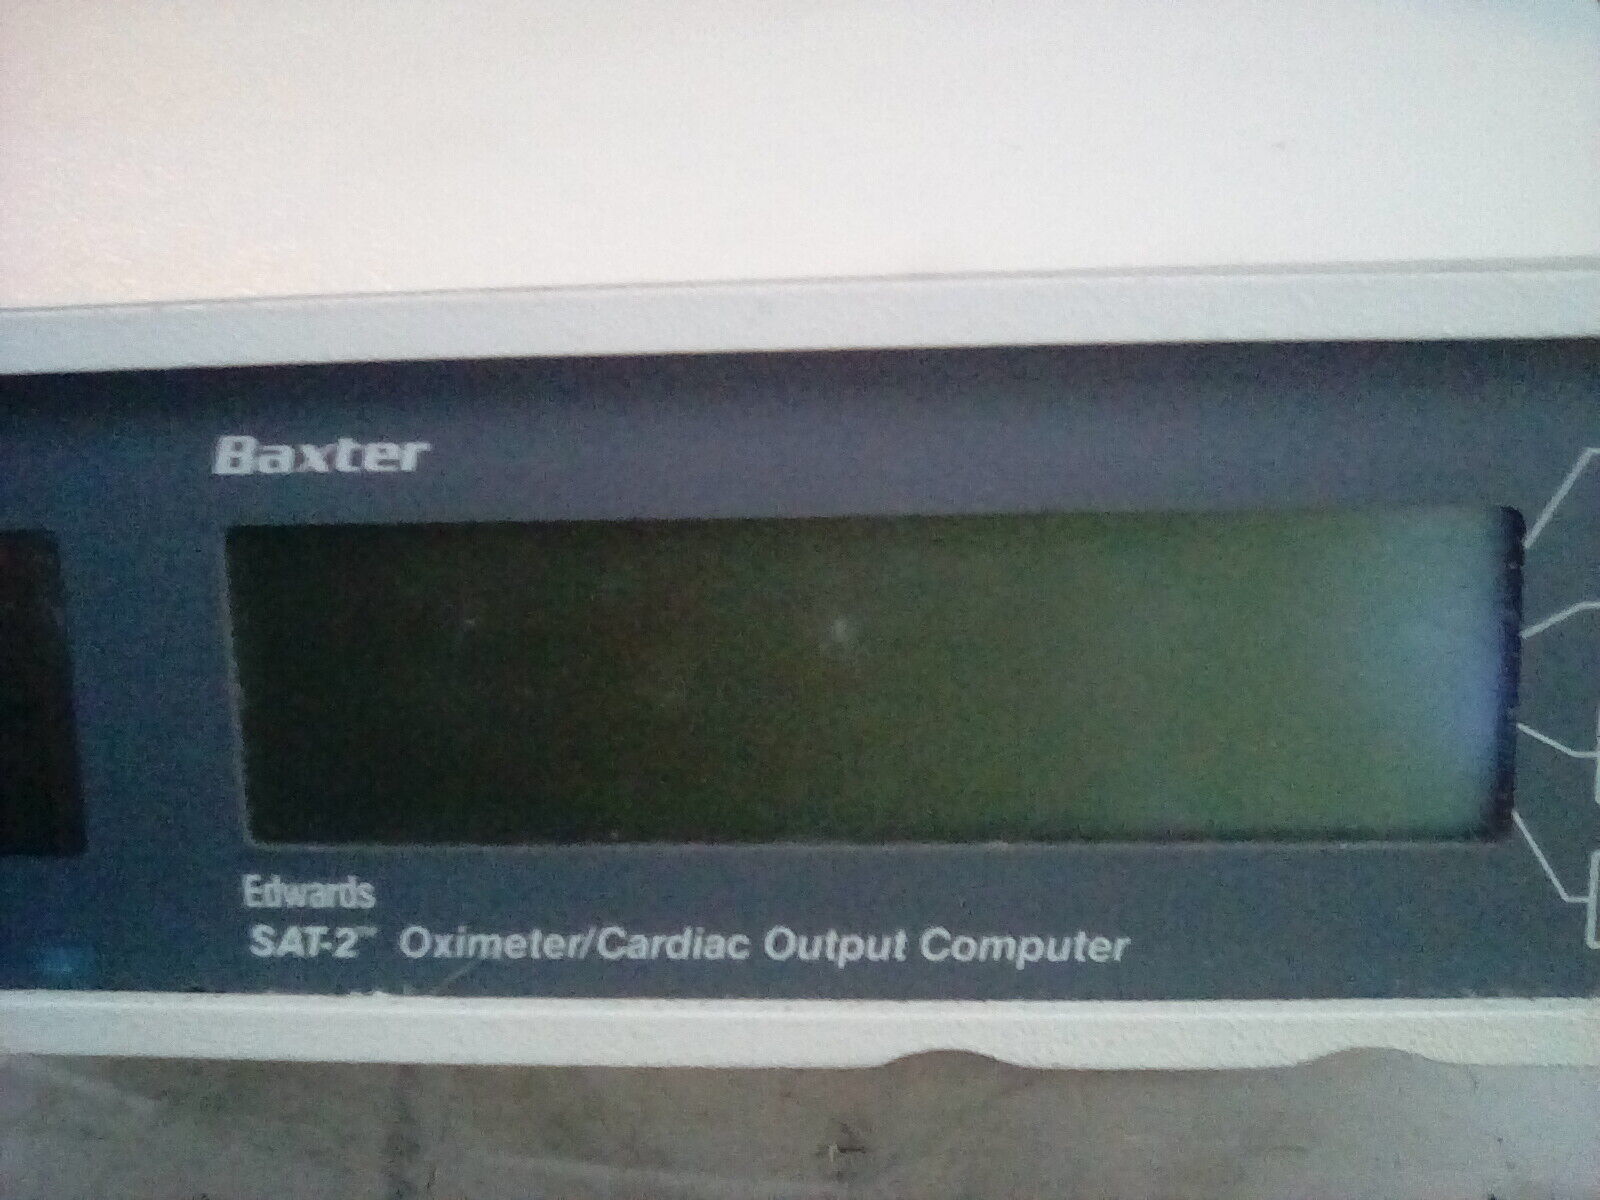 Baxter
Edwards
SAT-2™ Oximeter/Cardiac Output Computer